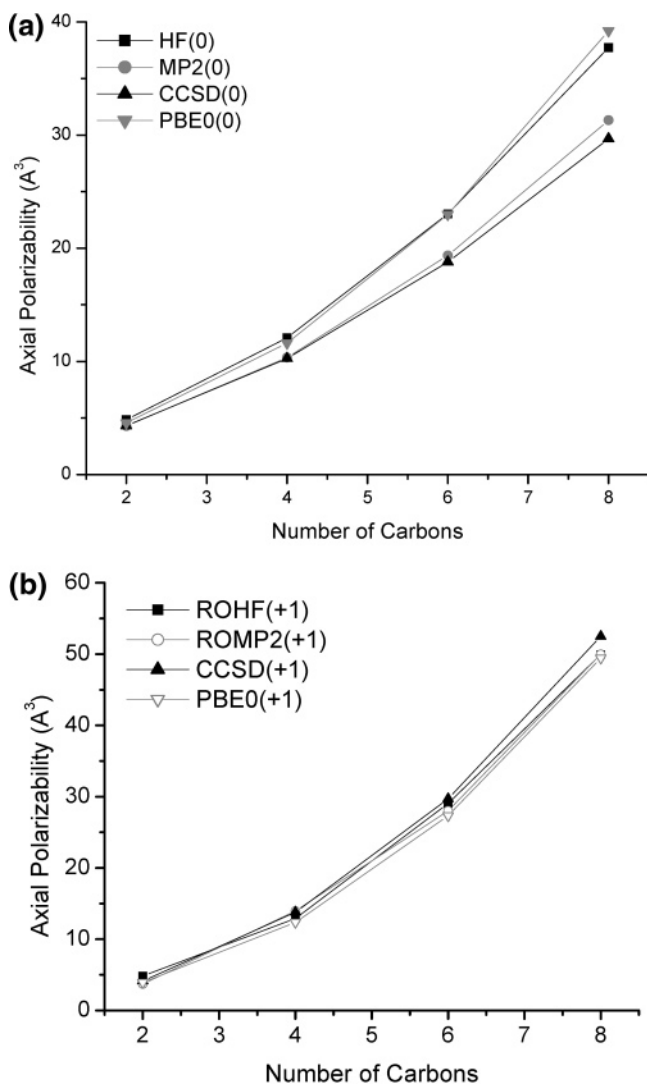 (a)
HF(0)
MP2(0)
CCSD(0)
PBE0(0)
Axial Polarizability (A³)
40
30
20
10
0
2 3 4 5 6 7 8
Number of Carbons
(b)
ROHF(+1)
ROMP2(+1)
CCSD(+1)
PBE0(+1)
Axial Polarizability (A³)
60
50
40
30
20
10
0
2 3 4 5 6 7 8
Number of Carbons